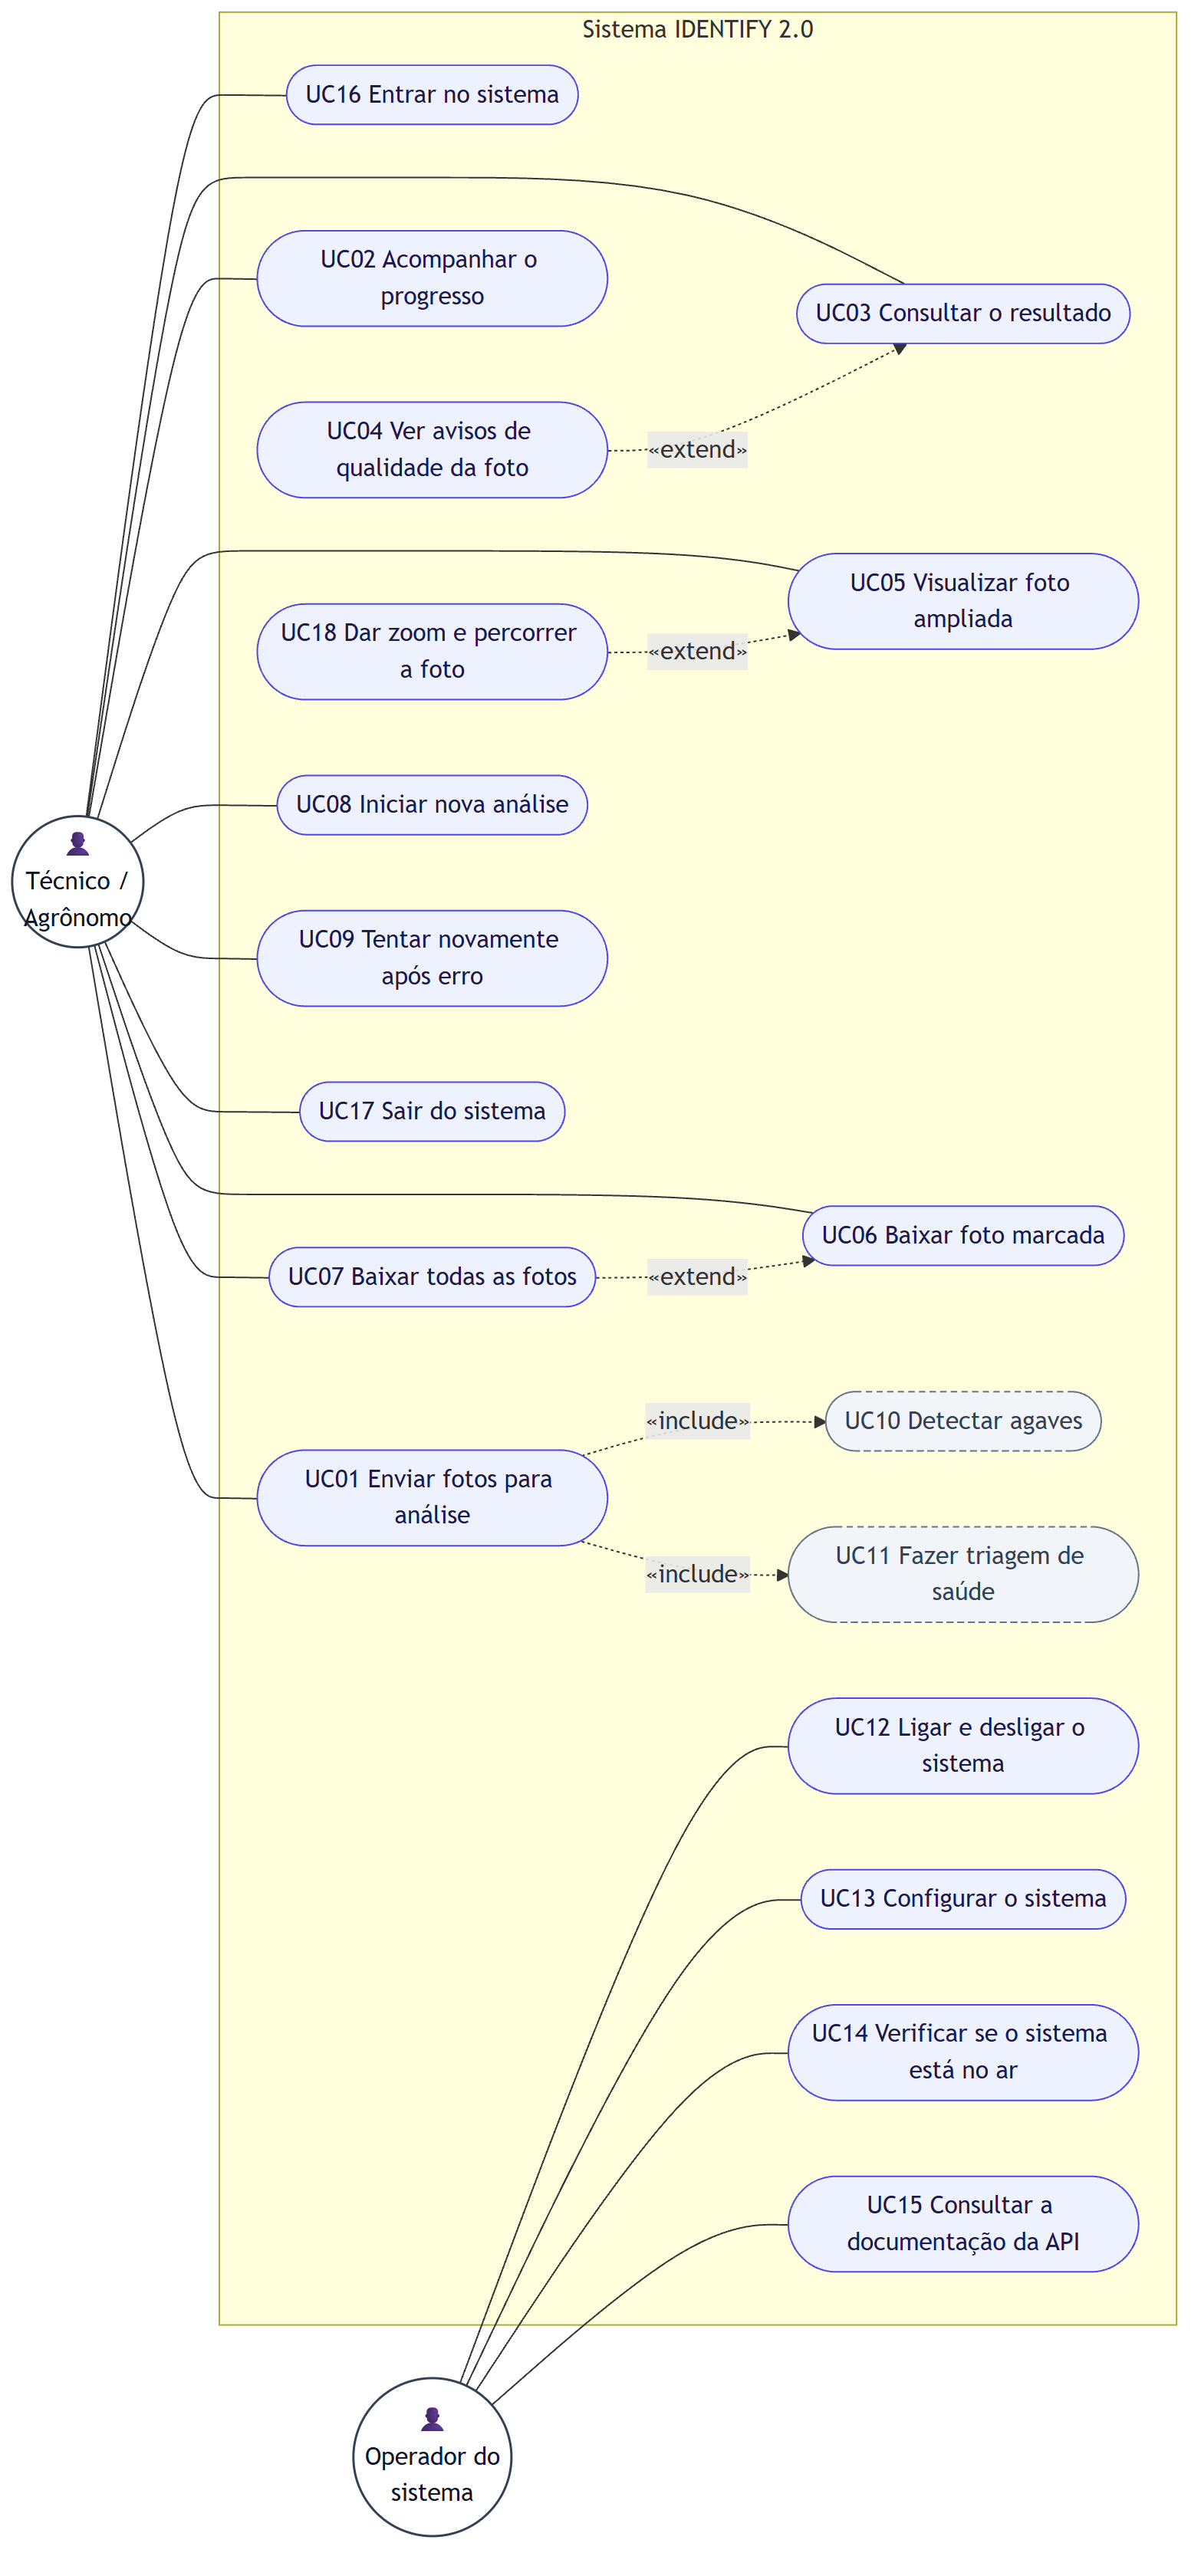 Sistema IDENTIFY 2.0
UC16 Entrar no sistema
UC02 Acompanhar o
progresso
UC03 Consultar o resultado
UC04 Ver avisos de
qualidade da foto
«extend»
UC05 Visualizar foto
ampliada
UC18 Dar zoom e percorrer
a foto
«extend»
UC08 Iniciar nova análise
Técnico /
Agrônomo
UC09 Tentar novamente
após erro
UC17 Sair do sistema
UC06 Baixar foto marcada
UC07 Baixar todas as fotos
«extend»
«include»
UC10 Detectar agaves
UC01 Enviar fotos para
análise
«include»
UC11 Fazer triagem de
saúde
UC12 Ligar e desligar o
sistema
UC13 Configurar o sistema
UC14 Verificar se o sistema
está no ar
UC15 Consultar a
documentação da API
Operador do
sistema